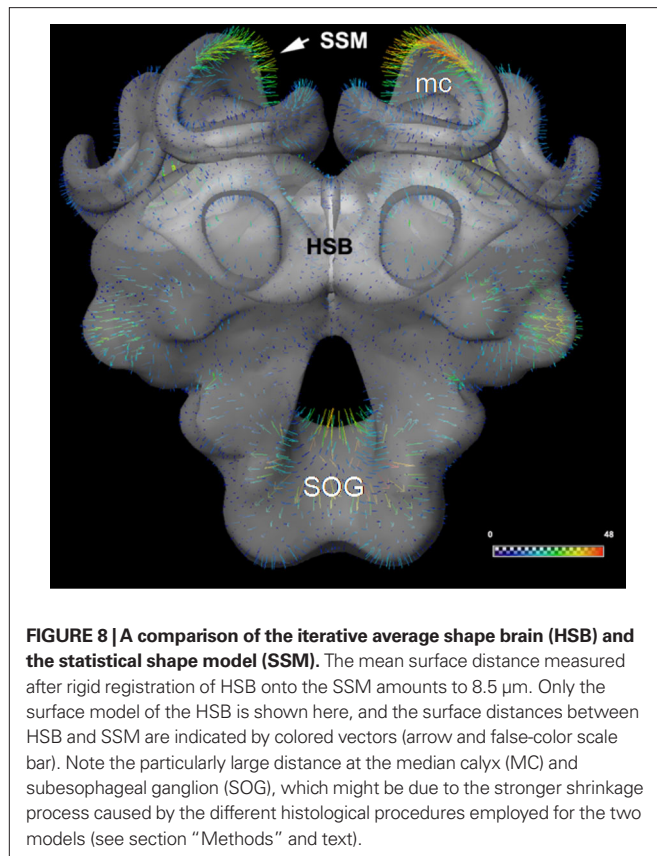 SSM
mc
HSB
SOG
0 48
FIGURE 8 | A comparison of the iterative average shape brain (HSB) and
the statistical shape model (SSM). The mean surface distance measured
after rigid registration of HSB onto the SSM amounts to 8.5 µm. Only the
surface model of the HSB is shown here, and the surface distances between
HSB and SSM are indicated by colored vectors (arrow and false-color scale
bar). Note the particularly large distance at the median calyx (MC) and
subesophageal ganglion (SOG), which might be due to the stronger shrinkage
process caused by the different histological procedures employed for the two
models (see section “Methods” and text).